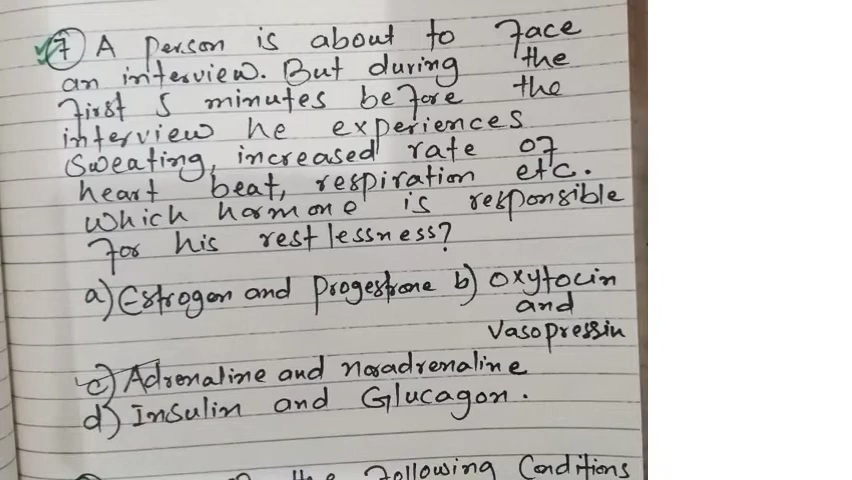 7 A person is about to face
an interview. But during the
first 5 minutes before the
interview he experiences
sweating, increased rate of
heart beat, respiration etc.
which hormone is responsible
for his restlessness?
a) Estrogen and Progestrone b) Oxytocin
and
Vasopressin
c) Adrenaline and noradrenaline
d) Insulin and Glucagon.
the following Conditions